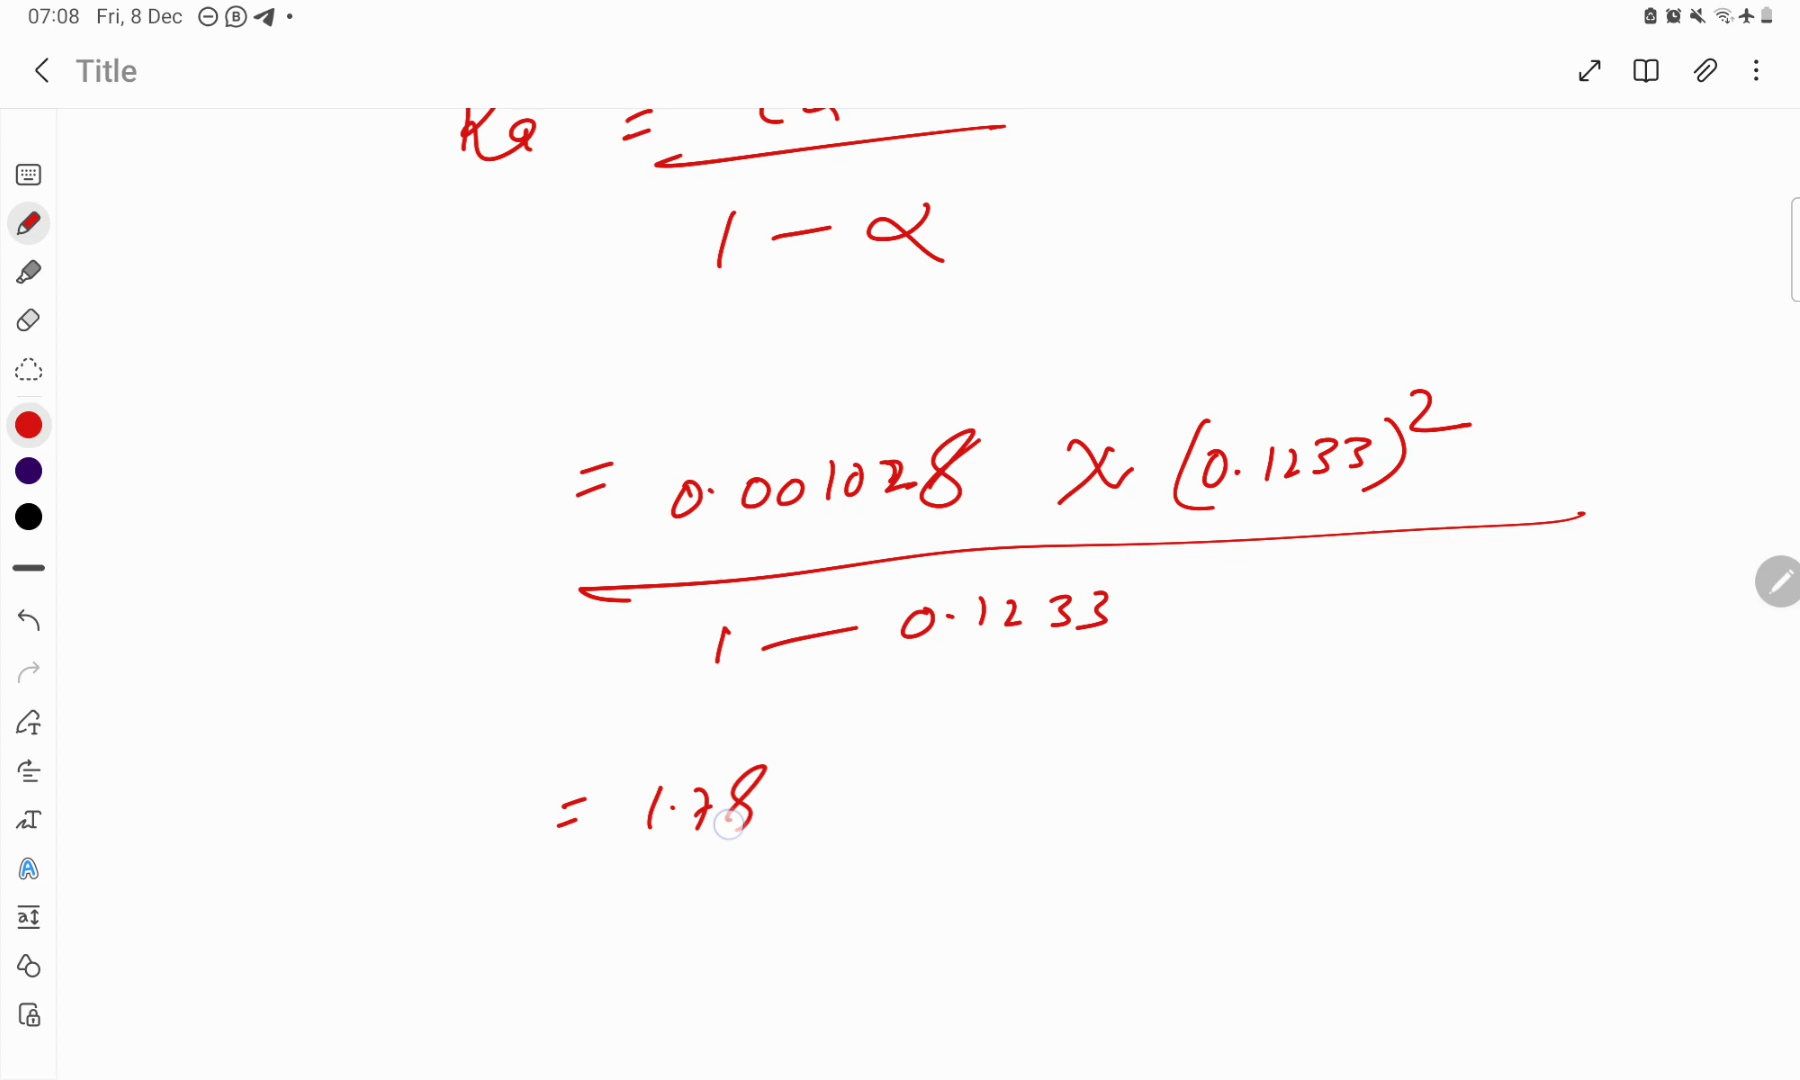 07:08 Fri, 8 Dec
Title
Ka =
1 - α
= 0.001028 x (0.1233)²
1 - 0.1233
= 1.78